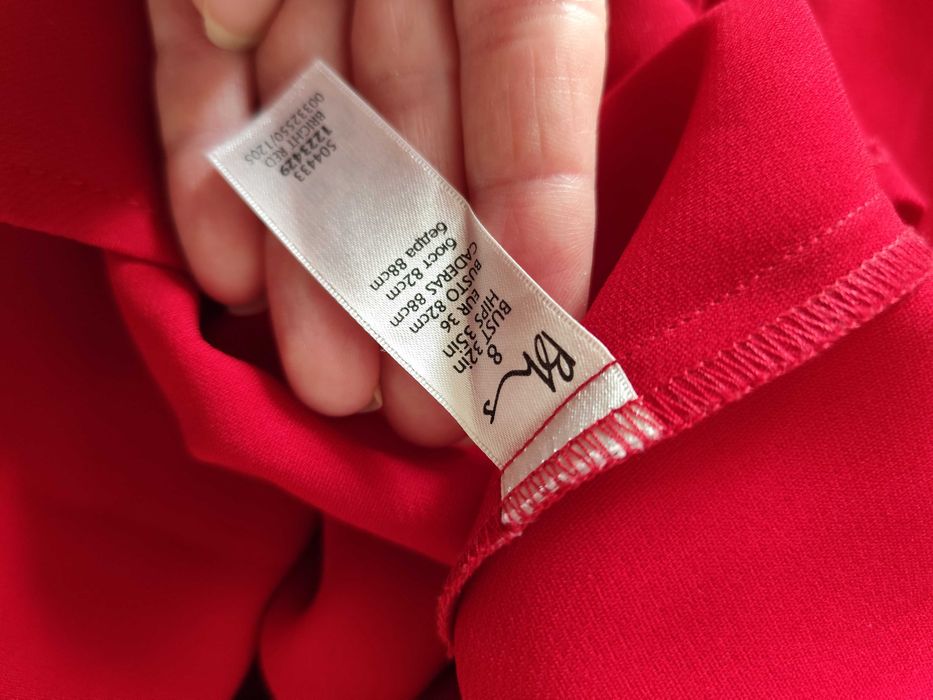 Bhs
8
EUR 36
BUST 32in
HIPS 35in
BUSTO 82cm
CADERAS 88cm
бюст 82cm
бедра 88cm
504433
1223429
BRIGHT RED
00332550/120S